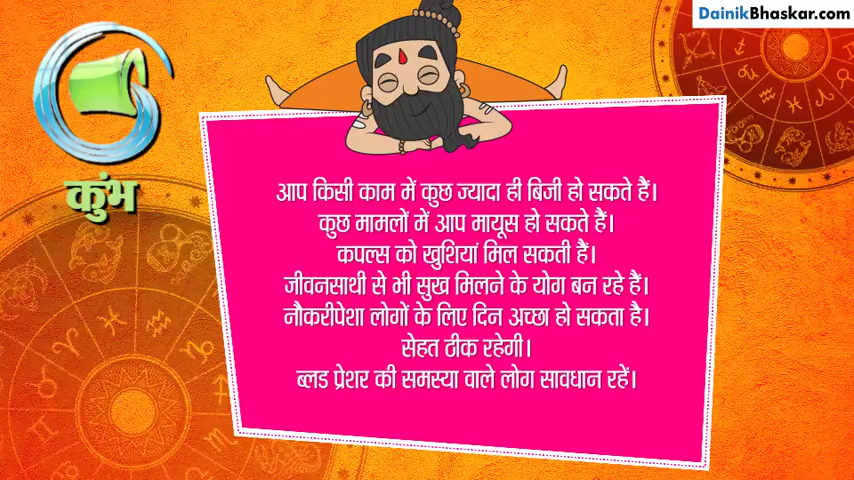 DainikBhaskar.com
कुंभ
आप किसी काम में कुछ ज्यादा ही बिजी हो सकते हैं।
कुछ मामलों में आप मायूस हो सकते हैं।
कपल्स को खुशियां मिल सकती हैं।
जीवनसाथी से भी सुख मिलने के योग बन रहे हैं।
नौकरीपेशा लोगों के लिए दिन अच्छा हो सकता है।
सेहत ठीक रहेगी।
ब्लड प्रेशर की समस्या वाले लोग सावधान रहें।